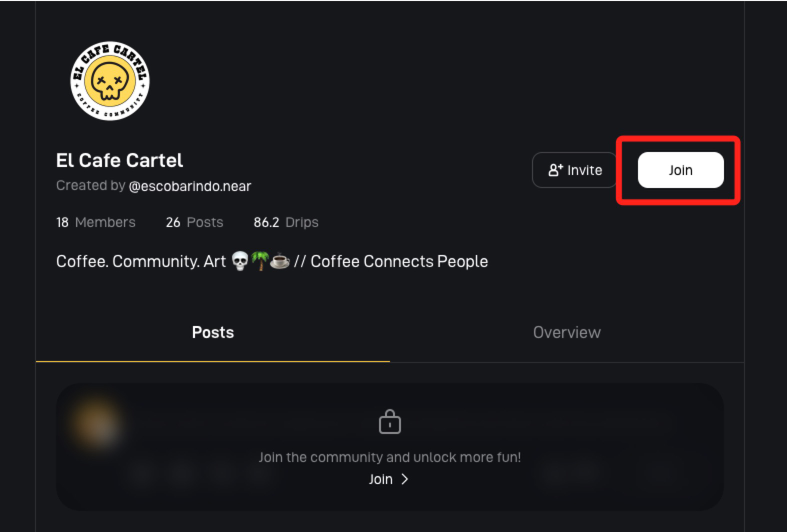 EL CAFE CARTEL
COFFEE COMMUNITY
El Cafe Cartel
Created by @escobarindo.near
Invite
Join
18 Members 26 Posts 86.2 Drips
Coffee. Community. Art 💀🌴☕ // Coffee Connects People
Posts
Overview
Join the community and unlock more fun!
Join >